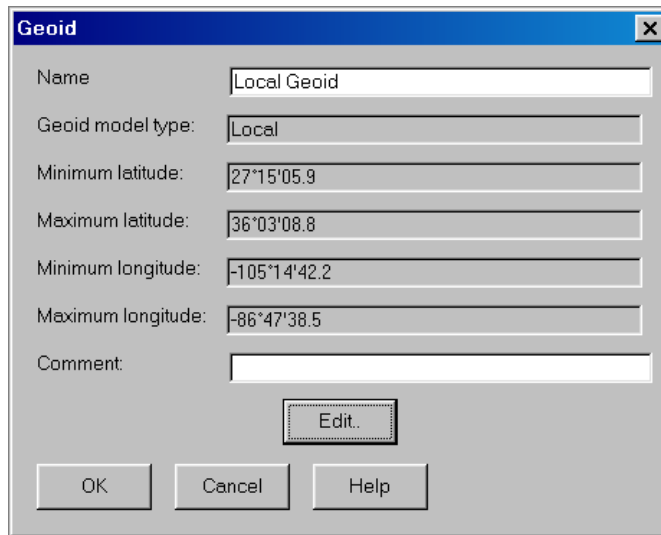 Geoid
Name Local Geoid
Geoid model type: Local
Minimum latitude: 27°15'05.9
Maximum latitude: 36°03'08.8
Minimum longitude: -105°14'42.2
Maximum longitude: -86°47'38.5
Comment:
Edit..
OK Cancel Help